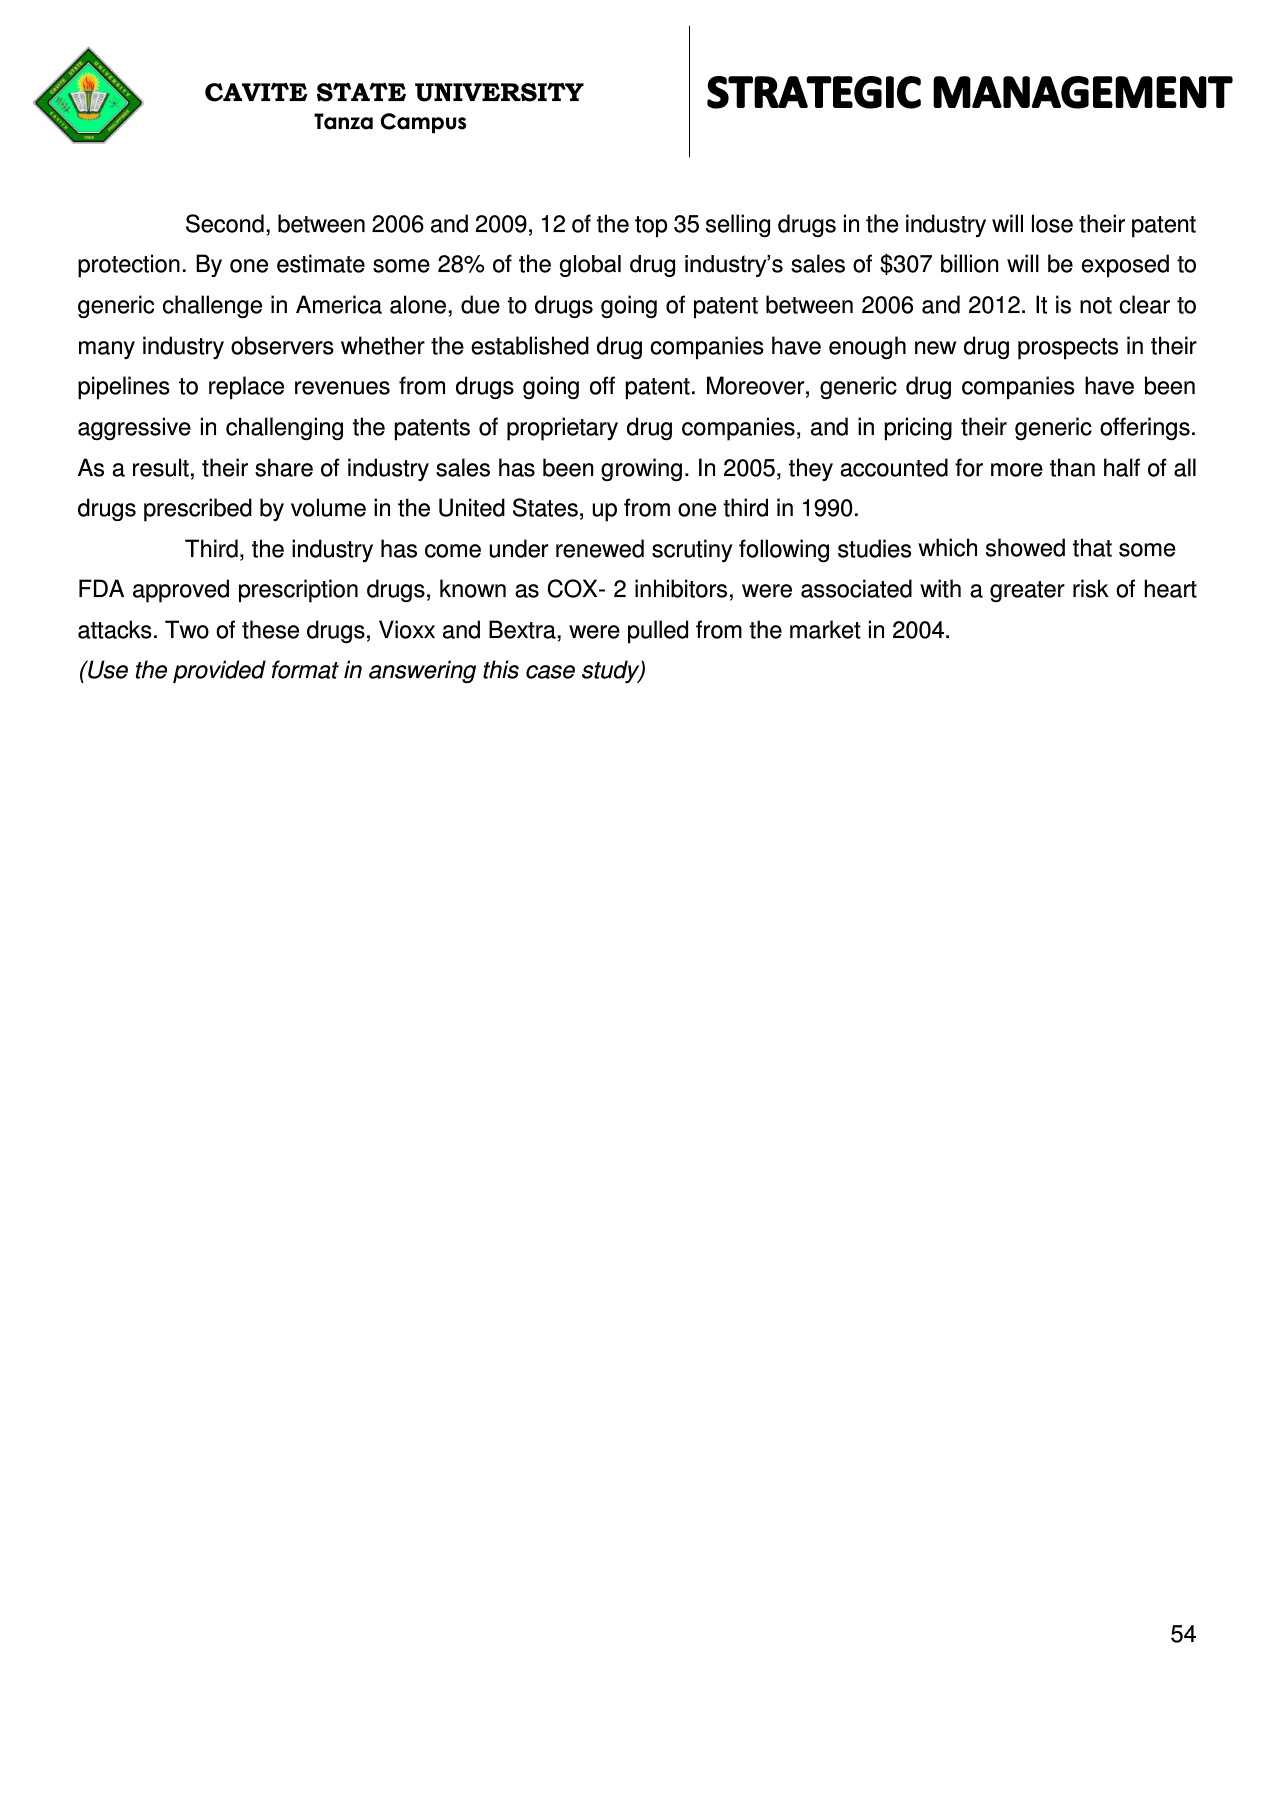 CAVITE STATE UNIVERSITY
Tanza Campus
STRATEGIC MANAGEMENT
Second, between 2006 and 2009, 12 of the top 35 selling drugs in the industry will lose their patent
protection. By one estimate some 28% of the global drug industry’s sales of $307 billion will be exposed to
generic challenge in America alone, due to drugs going of patent between 2006 and 2012. It is not clear to
many industry observers whether the established drug companies have enough new drug prospects in their
pipelines to replace revenues from drugs going off patent. Moreover, generic drug companies have been
aggressive in challenging the patents of proprietary drug companies, and in pricing their generic offerings.
As a result, their share of industry sales has been growing. In 2005, they accounted for more than half of all
drugs prescribed by volume in the United States, up from one third in 1990.
Third, the industry has come under renewed scrutiny following studies which showed that some
FDA approved prescription drugs, known as COX- 2 inhibitors, were associated with a greater risk of heart
attacks. Two of these drugs, Vioxx and Bextra, were pulled from the market in 2004.
(Use the provided format in answering this case study)
54